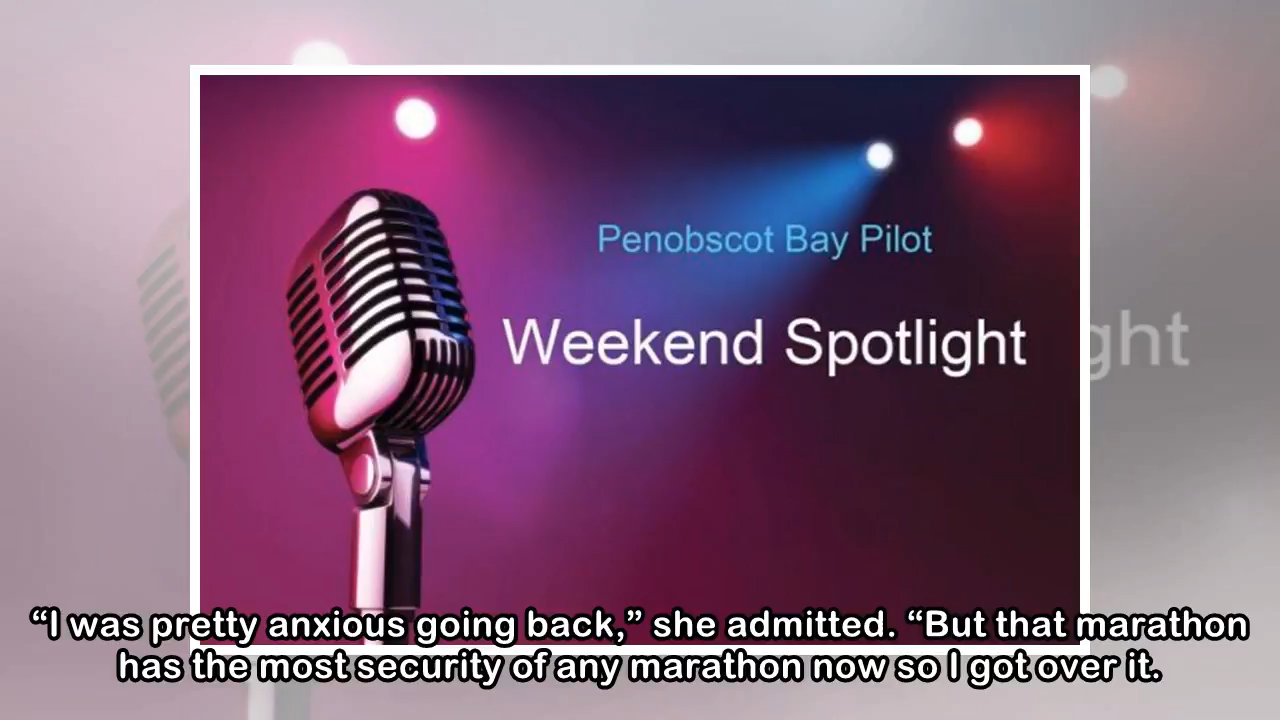 Penobscot Bay Pilot
Weekend Spotlight
ght
“I was pretty anxious going back,” she admitted. “But that marathon
has the most security of any marathon now so I got over it.